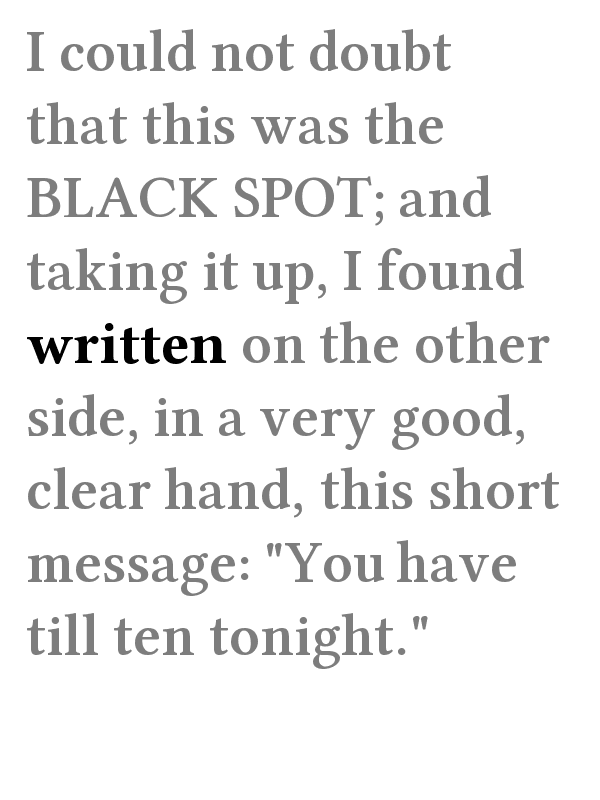 I could not doubt
that this was the
BLACK SPOT; and
taking it up, I found
written on the other
side, in a very good,
clear hand, this short
message: "You have
till ten tonight."